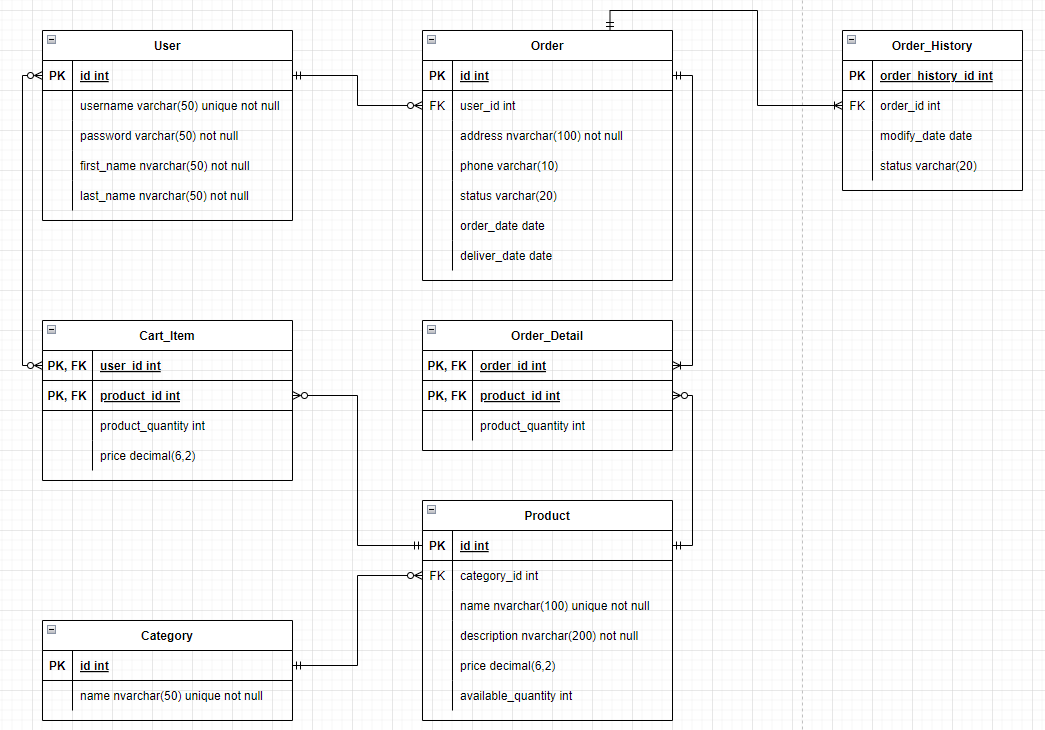 User
PK id int
username varchar(50) unique not null
password varchar(50) not null
first_name nvarchar(50) not null
last_name nvarchar(50) not null
Order
PK id int
FK user_id int
address nvarchar(100) not null
phone varchar(10)
status varchar(20)
order_date date
deliver_date date
Order_History
PK order_history_id int
FK order_id int
modify_date date
status varchar(20)
Cart_Item
PK, FK user_id int
PK, FK product_id int
product_quantity int
price decimal(6,2)
Order_Detail
PK, FK order_id int
PK, FK product_id int
product_quantity int
Product
PK id int
FK category_id int
name nvarchar(100) unique not null
description nvarchar(200) not null
price decimal(6,2)
available_quantity int
Category
PK id int
name nvarchar(50) unique not null